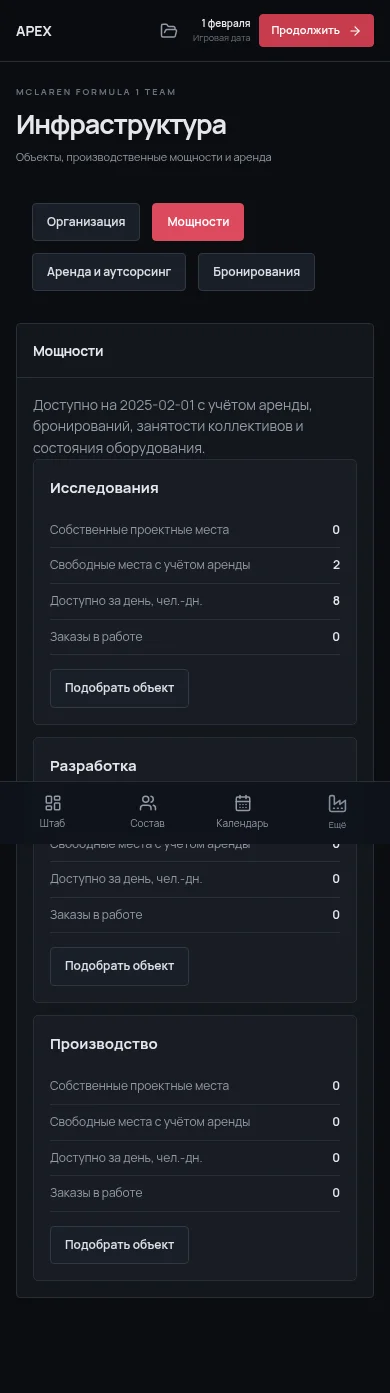 APEX
1 февраля
Игровая дата
Продолжить
MCLAREN FORMULA 1 TEAM
Инфраструктура
Объекты, производственные мощности и аренда
Организация
Мощности
Аренда и аутсорсинг
Бронирования
Мощности
Доступно на 2025-02-01 с учётом аренды,
бронирований, занятости коллективов и
состояния оборудования.
Исследования
Собственные проектные места 0
Свободные места с учётом аренды 2
Доступно за день, чел.-дн. 8
Заказы в работе 0
Подобрать объект
Разработка
Штаб
Состав
Календарь
Ещё
Свободные места с учётом аренды 0
Доступно за день, чел.-дн. 0
Заказы в работе 0
Подобрать объект
Производство
Собственные проектные места 0
Свободные места с учётом аренды 0
Доступно за день, чел.-дн. 0
Заказы в работе 0
Подобрать объект